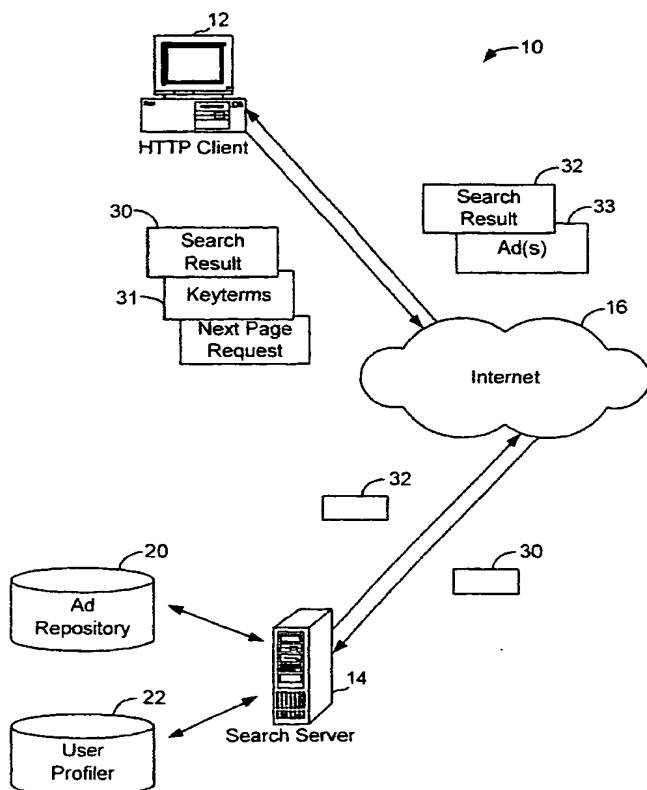 12
10
HTTP Client
32
Search
Result
33
Ad(s)
30
Search
Result
31
Keyterms
Next Page
Request
16
Internet
32
30
20
Ad
Repository
14
22
Search Server
User
Profiler